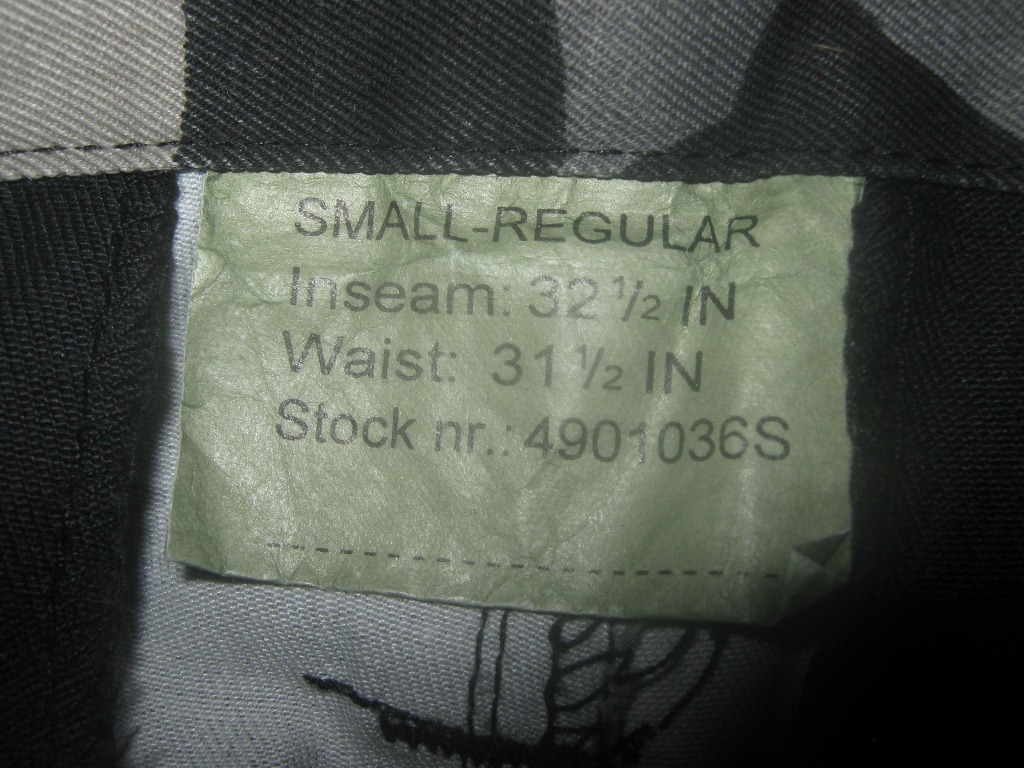 SMALL-REGULAR
Inseam: 32 ½ IN
Waist: 31 ½ IN
Stock nr.: 4901036S